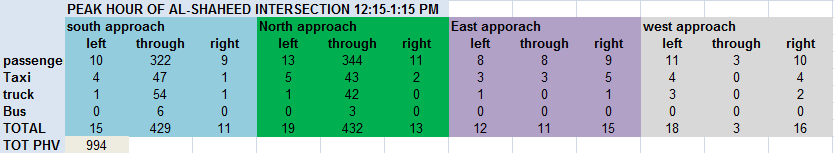 PEAK HOUR OF AL-SHAHEED INTERSECTION 12:15-1:15 PM
south approach North approach East apporach west approach
left through right left through right left through right left through right
passenge 10 322 9 13 344 11 8 8 9 11 3 10
Taxi 4 47 1 5 43 2 3 3 5 4 0 4
truck 1 54 1 1 42 0 1 0 1 3 0 2
Bus 0 6 0 0 3 0 0 0 0 0 0 0
TOTAL 15 429 11 19 432 13 12 11 15 18 3 16
TOT PHV 994